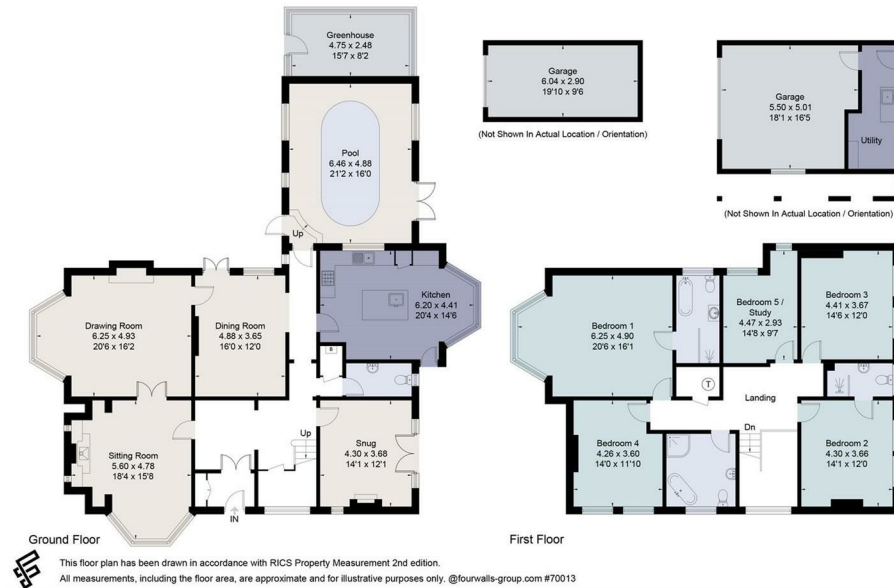 Greenhouse
4.75 x 2.48
15'7 x 8'2
Garage
6.04 x 2.90
19'10 x 9'6
(Not Shown In Actual Location / Orientation)
Garage
5.50 x 5.01
18'1 x 16'5
Utility
(Not Shown In Actual Location / Orientation)
Pool
6.46 x 4.88
21'2 x 16'0
Up
Kitchen
6.20 x 4.41
20'4 x 14'6
Drawing Room
6.25 x 4.93
20'6 x 16'2
Dining Room
4.88 x 3.65
16'0 x 12'0
Sitting Room
5.60 x 4.78
18'4 x 15'8
Up
Snug
4.30 x 3.68
14'1 x 12'1
IN
Ground Floor
Bedroom 1
6.25 x 4.90
20'6 x 16'1
Bedroom 5 /
Study
4.47 x 2.93
14'8 x 9'7
Bedroom 3
4.41 x 3.67
14'6 x 12'0
T
Landing
Dn
Bedroom 4
4.26 x 3.60
14'0 x 11'10
Bedroom 2
4.30 x 3.66
14'1 x 12'0
First Floor
This floor plan has been drawn in accordance with RICS Property Measurement 2nd edition.
All measurements, including the floor area, are approximate and for illustrative purposes only. @fourwalls-group.com #70013